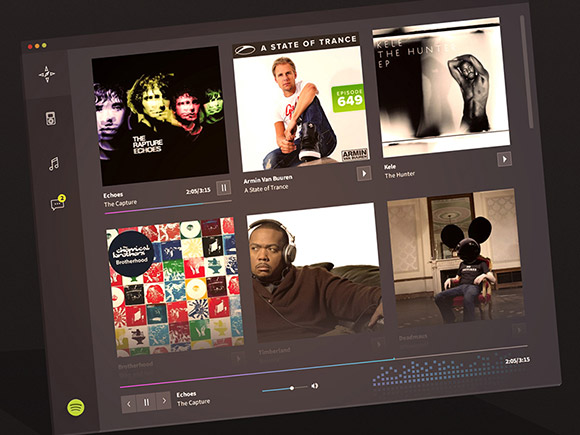 THE
RAPTURE
ECHOES
A STATE OF TRANCE
EPISODE
649
ARMIN
VAN BUUREN
KELE
THE HUNTER
EP
Echoes
2:05/3:15
The Capture
Armin Van Buuren
A State of Trance
Kele
The Hunter
2
the
chemical
brothers
Brotherhood
Brotherhood
Timberland
Deadmous
2:05/3:15
Echoes
The Capture